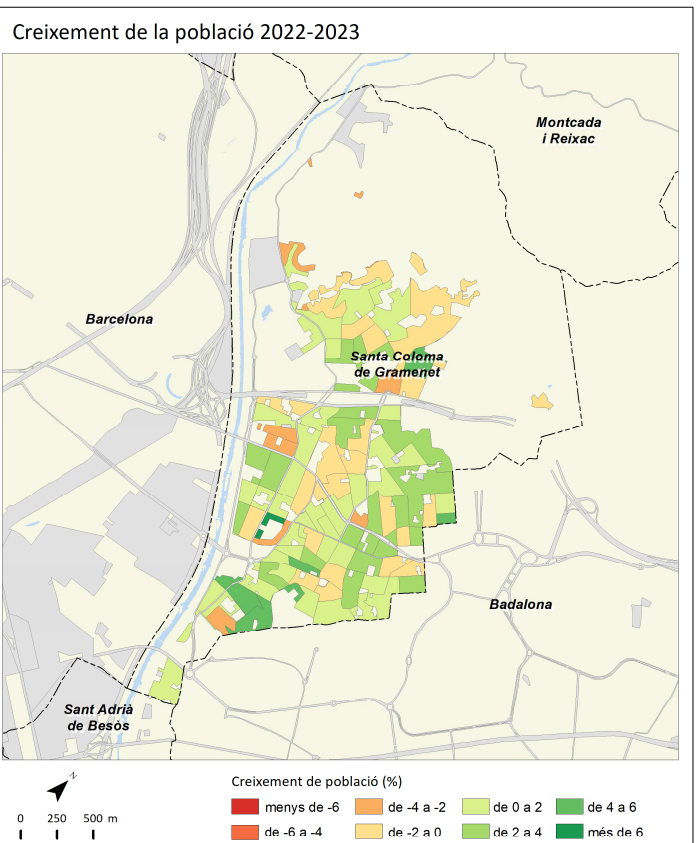 Creixement de la població 2022-2023
Montcada
i Reixac
Barcelona
Santa Coloma
de Gramenet
Badalona
Sant Adrià
de Besòs
N
0 250 500 m
Creixement de població (%)
menys de -6
de -4 a -2
de 0 a 2
de 4 a 6
de -6 a -4
de -2 a 0
de 2 a 4
més de 6